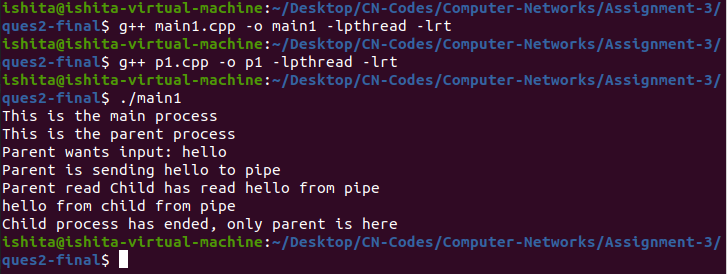 ishita@ishita-virtual-machine:~/Desktop/CN-Codes/Computer-Networks/Assignment-3/
ques2-final$ g++ main1.cpp -o main1 -lpthread -lrt
ishita@ishita-virtual-machine:~/Desktop/CN-Codes/Computer-Networks/Assignment-3/
ques2-final$ g++ p1.cpp -o p1 -lpthread -lrt
ishita@ishita-virtual-machine:~/Desktop/CN-Codes/Computer-Networks/Assignment-3/
ques2-final$ ./main1
This is the main process
This is the parent process
Parent wants input: hello
Parent is sending hello to pipe
Parent read Child has read hello from pipe
hello from child from pipe
Child process has ended, only parent is here
ishita@ishita-virtual-machine:~/Desktop/CN-Codes/Computer-Networks/Assignment-3/
ques2-final$